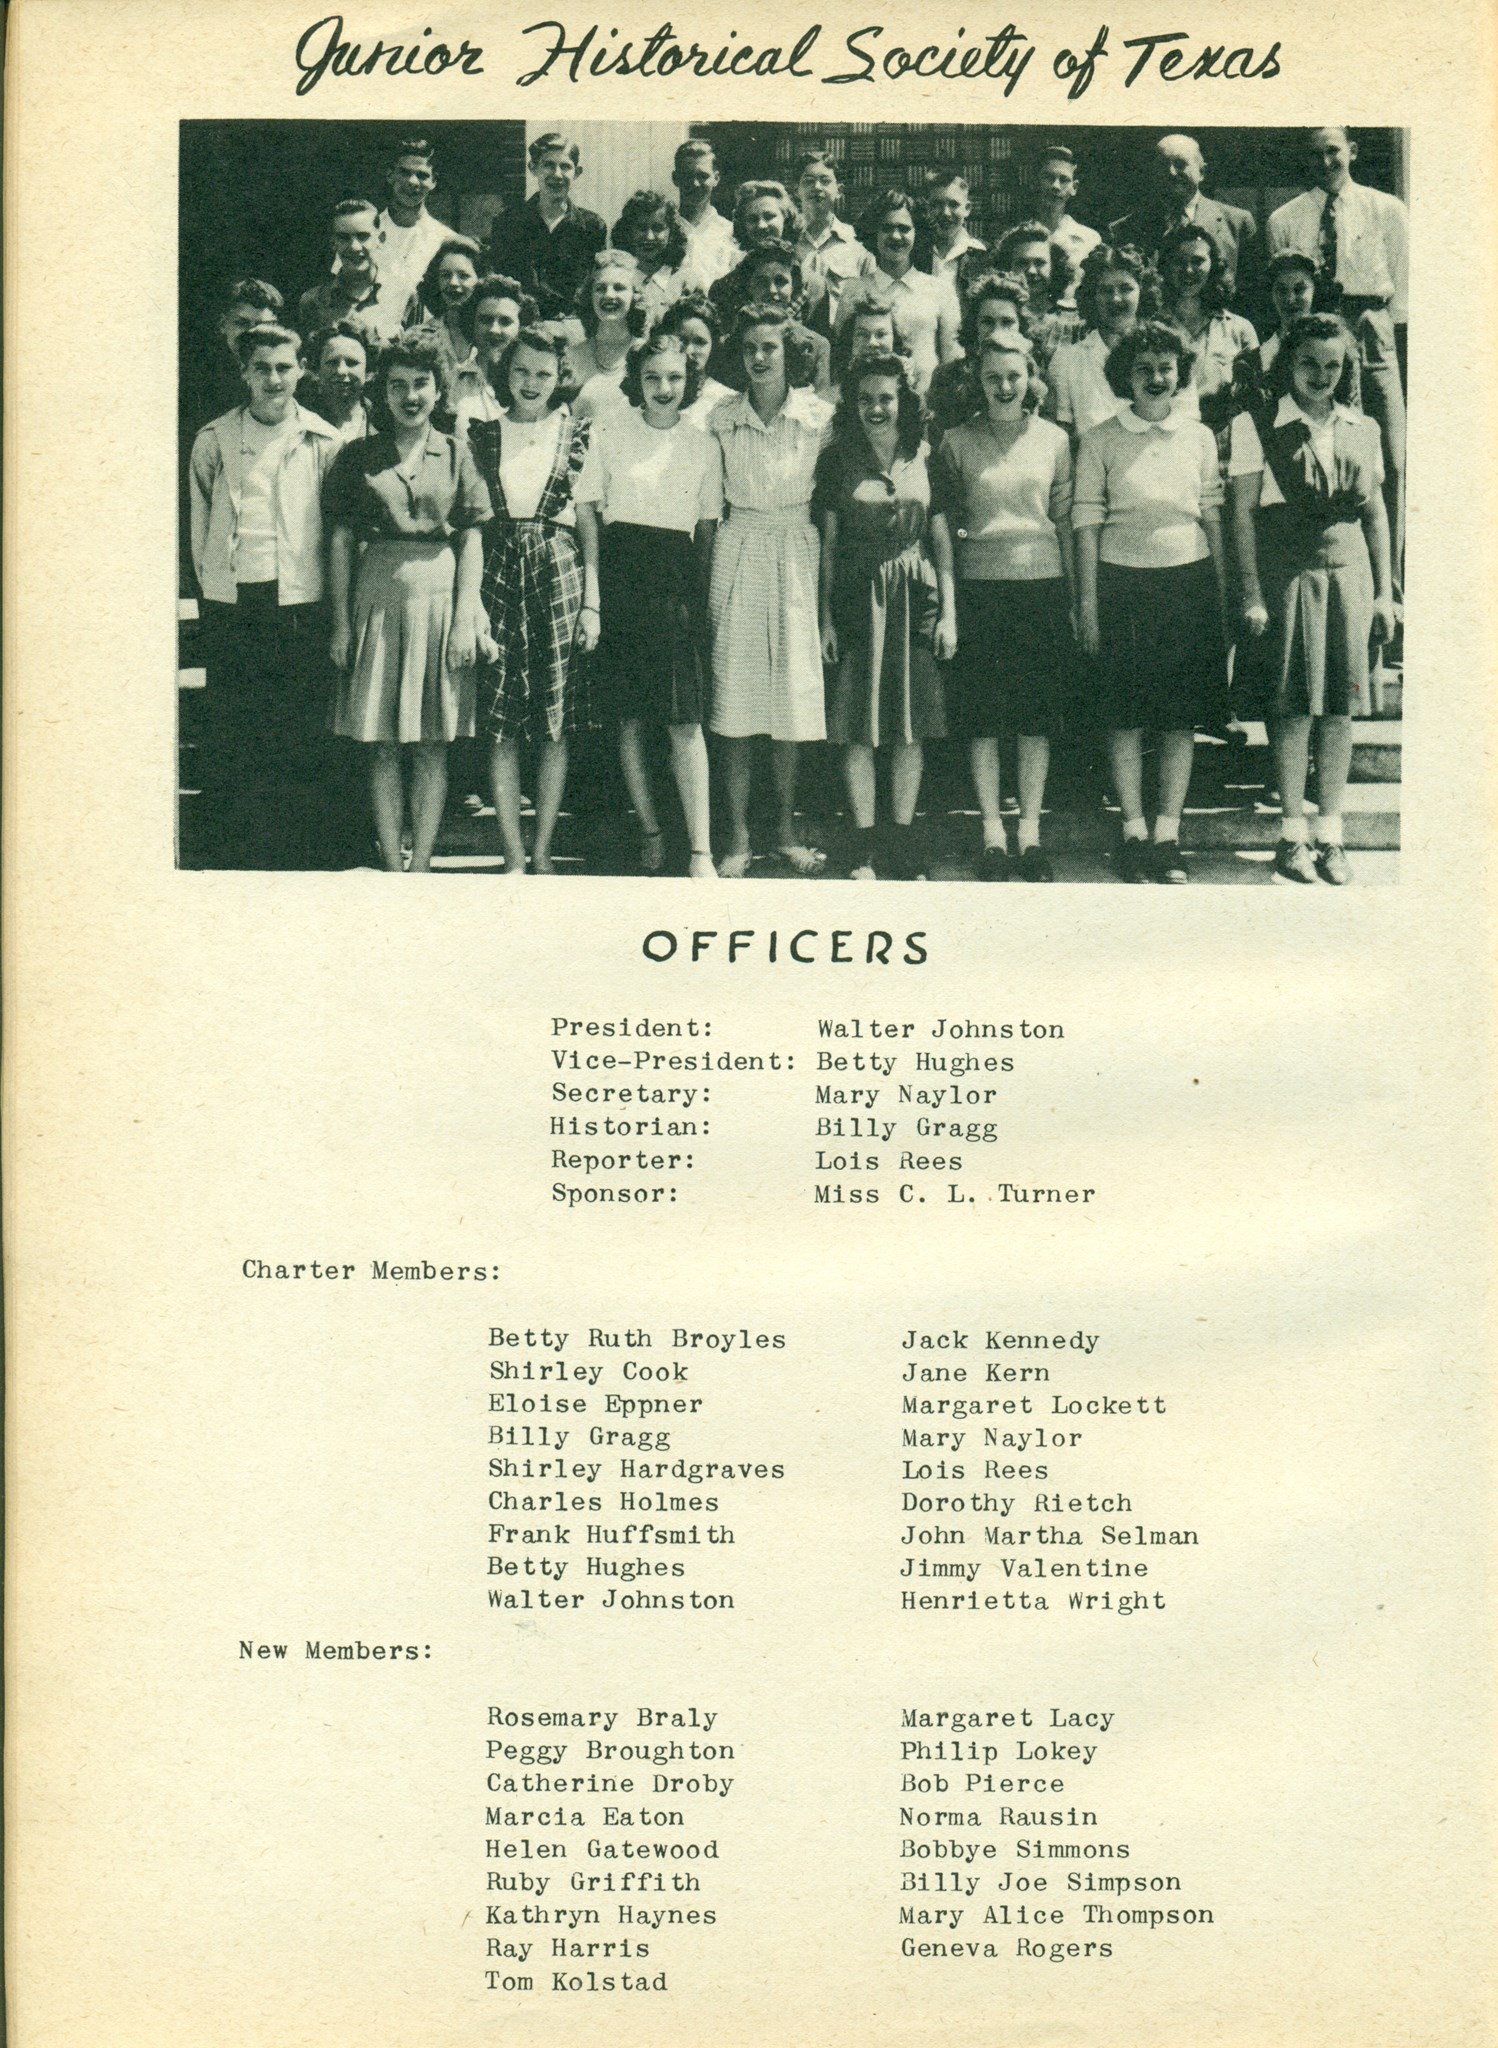 Junior Historical Society of Texas
OFFICERS
President: Walter Johnston
Vice-President: Betty Hughes
Secretary: Mary Naylor
Historian: Billy Gragg
Reporter: Lois Rees
Sponsor: Miss C. L. Turner
Charter Members:
Betty Ruth Broyles Jack Kennedy
Shirley Cook Jane Kern
Eloise Eppner Margaret Lockett
Billy Gragg Mary Naylor
Shirley Hardgraves Lois Rees
Charles Holmes Dorothy Rietch
Frank Huffsmith John Martha Selman
Betty Hughes Jimmy Valentine
Walter Johnston Henrietta Wright
New Members:
Rosemary Braly Margaret Lacy
Peggy Broughton Philip Lokey
Catherine Droby Bob Pierce
Marcia Eaton Norma Rausin
Helen Gatewood Bobbye Simmons
Ruby Griffith Billy Joe Simpson
Kathryn Haynes Mary Alice Thompson
Ray Harris Geneva Rogers
Tom Kolstad